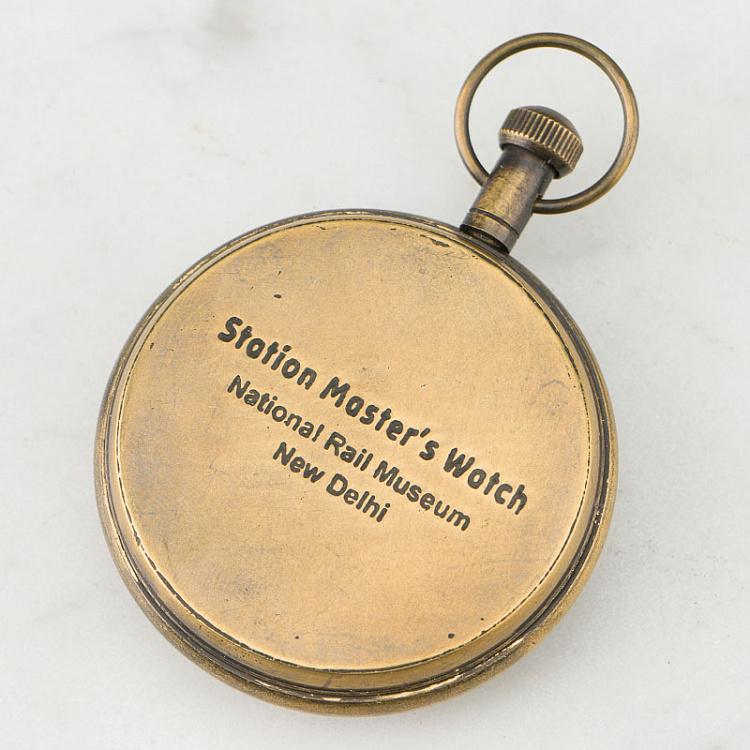 Station Master's Watch
National Rail Museum
New Delhi